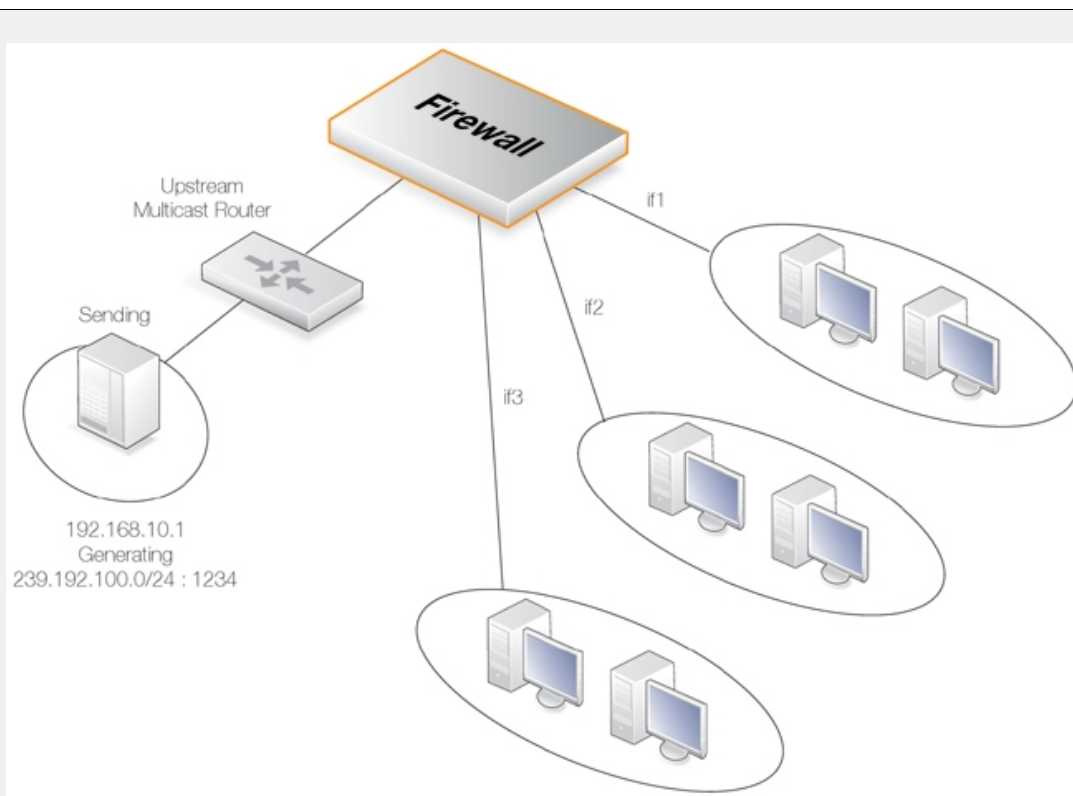 Firewall
Upstream
Multicast Router
if1
if2
Sending
if3
192.168.10.1
Generating
239.192.100.0/24 : 1234